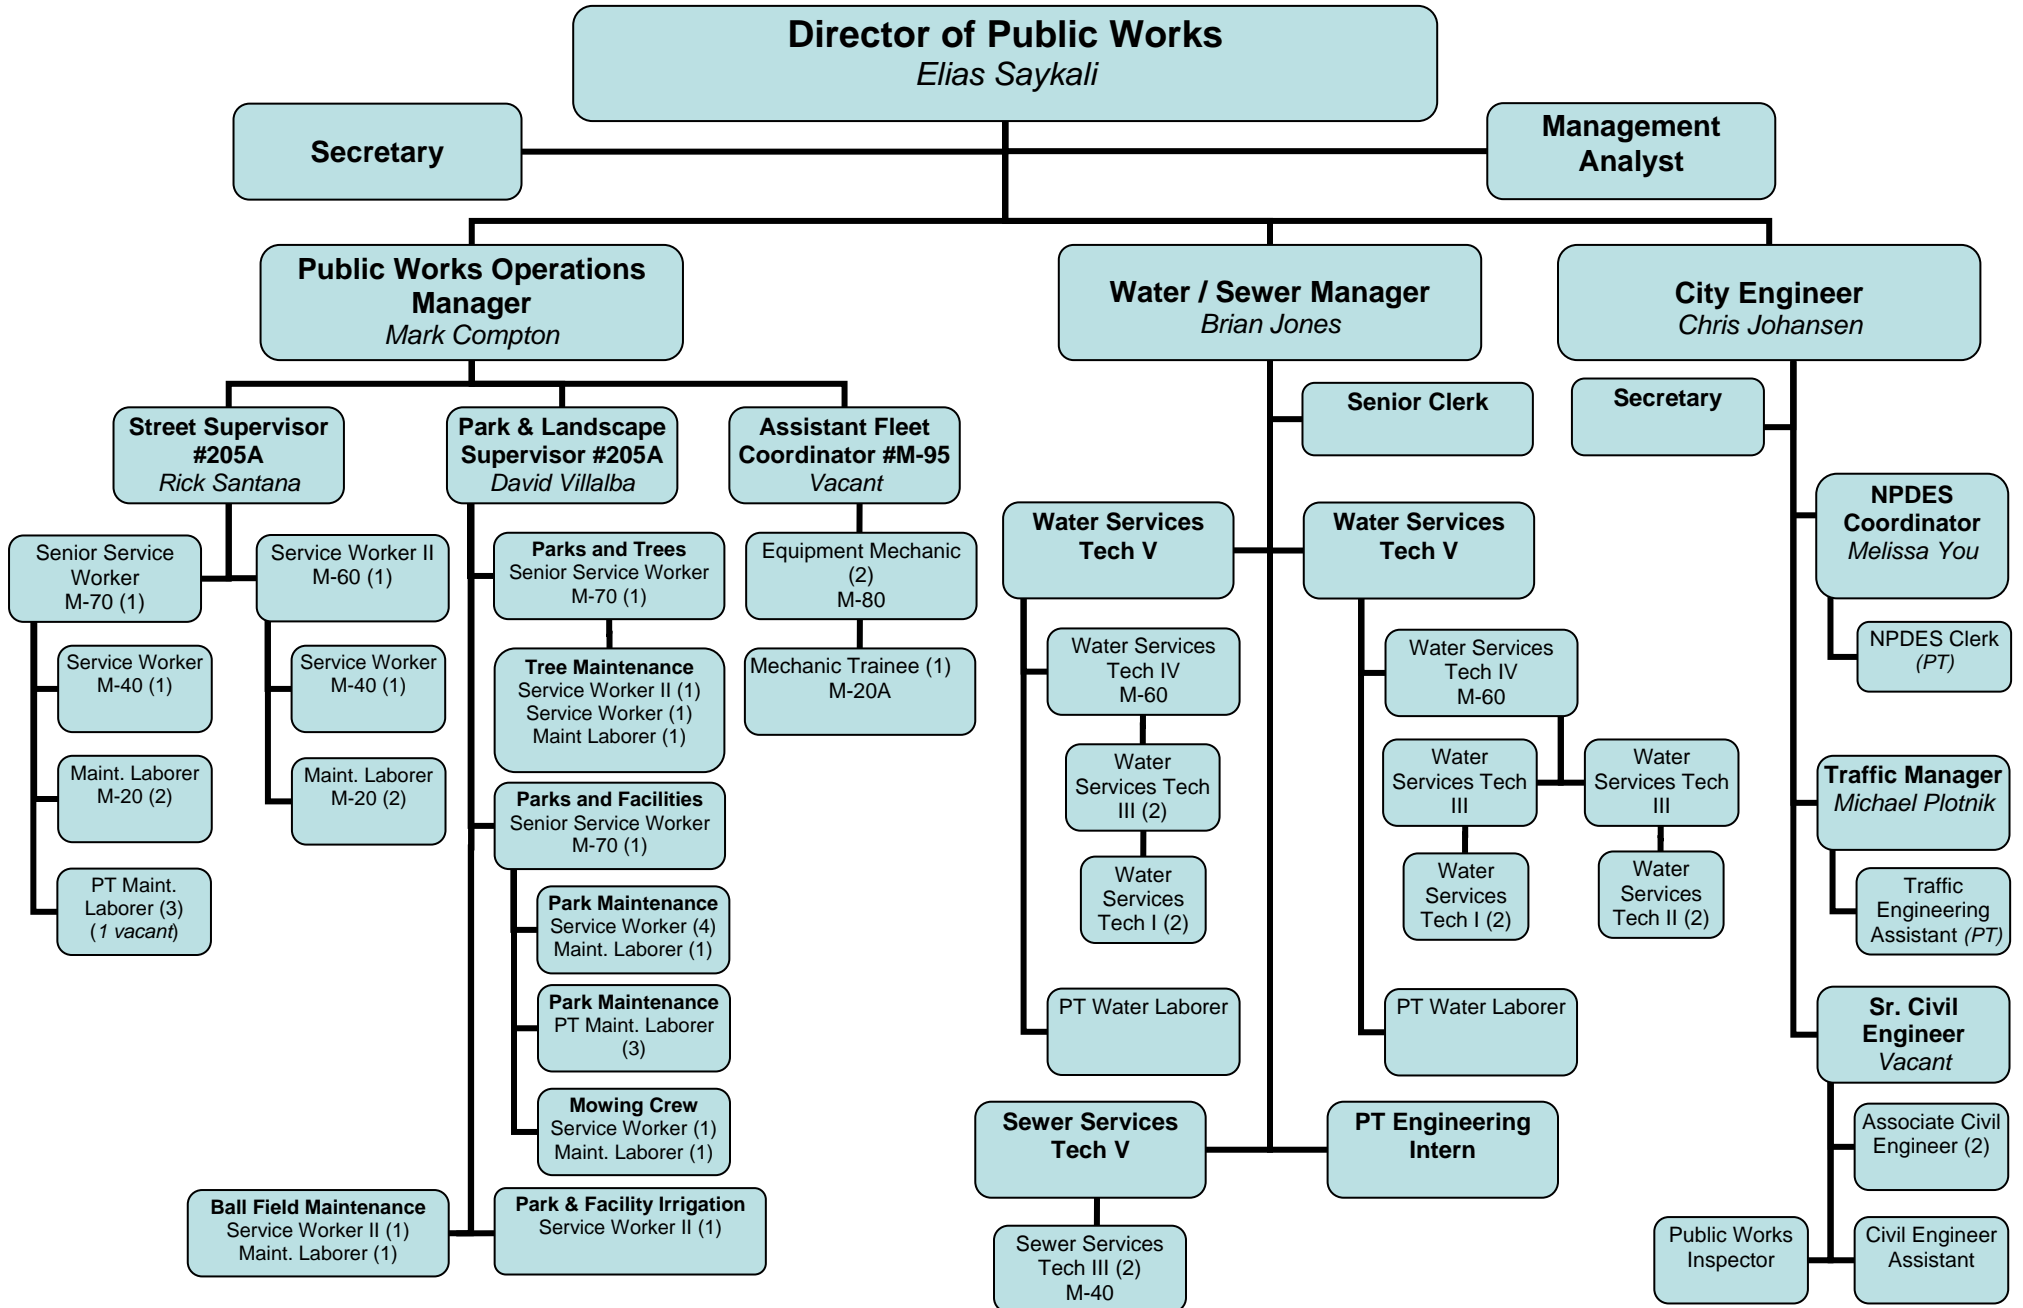 Director of Public Works
Elias Saykali
Secretary
Management
Analyst
Public Works Operations
Manager
Mark Compton
Water / Sewer Manager
Brian Jones
City Engineer
Chris Johansen
Street Supervisor
#205A
Rick Santana
Park & Landscape
Supervisor #205A
David Villalba
Assistant Fleet
Coordinator #M-95
Vacant
Senior Clerk
Secretary
Senior Service
Worker
M-70 (1)
Service Worker II
M-60 (1)
Service Worker
M-40 (1)
Maint. Laborer
M-20 (2)
PT Maint.
Laborer (3)
(1 vacant)
Service Worker
M-40 (1)
Maint. Laborer
M-20 (2)
Parks and Trees
Senior Service Worker
M-70 (1)
Tree Maintenance
Service Worker II (1)
Service Worker (1)
Maint Laborer (1)
Parks and Facilities
Senior Service Worker
M-70 (1)
Park Maintenance
Service Worker (4)
Maint. Laborer (1)
Park Maintenance
PT Maint. Laborer
(3)
Mowing Crew
Service Worker (1)
Maint. Laborer (1)
Ball Field Maintenance
Service Worker II (1)
Maint. Laborer (1)
Park & Facility Irrigation
Service Worker II (1)
Equipment Mechanic
(2)
M-80
Mechanic Trainee (1)
M-20A
Water Services
Tech V
Water Services
Tech V
Water Services
Tech IV
M-60
Water
Services Tech
III (2)
Water
Services
Tech I (2)
PT Water Laborer
Water Services
Tech IV
M-60
Water
Services Tech
III
Water
Services Tech
III
Water
Services
Tech I (2)
Water
Services
Tech II (2)
PT Water Laborer
Sewer Services
Tech V
PT Engineering
Intern
Sewer Services
Tech III (2)
M-40
NPDES
Coordinator
Melissa You
NPDES Clerk
(PT)
Traffic Manager
Michael Plotnik
Traffic
Engineering
Assistant (PT)
Sr. Civil
Engineer
Vacant
Associate Civil
Engineer (2)
Public Works
Inspector
Civil Engineer
Assistant